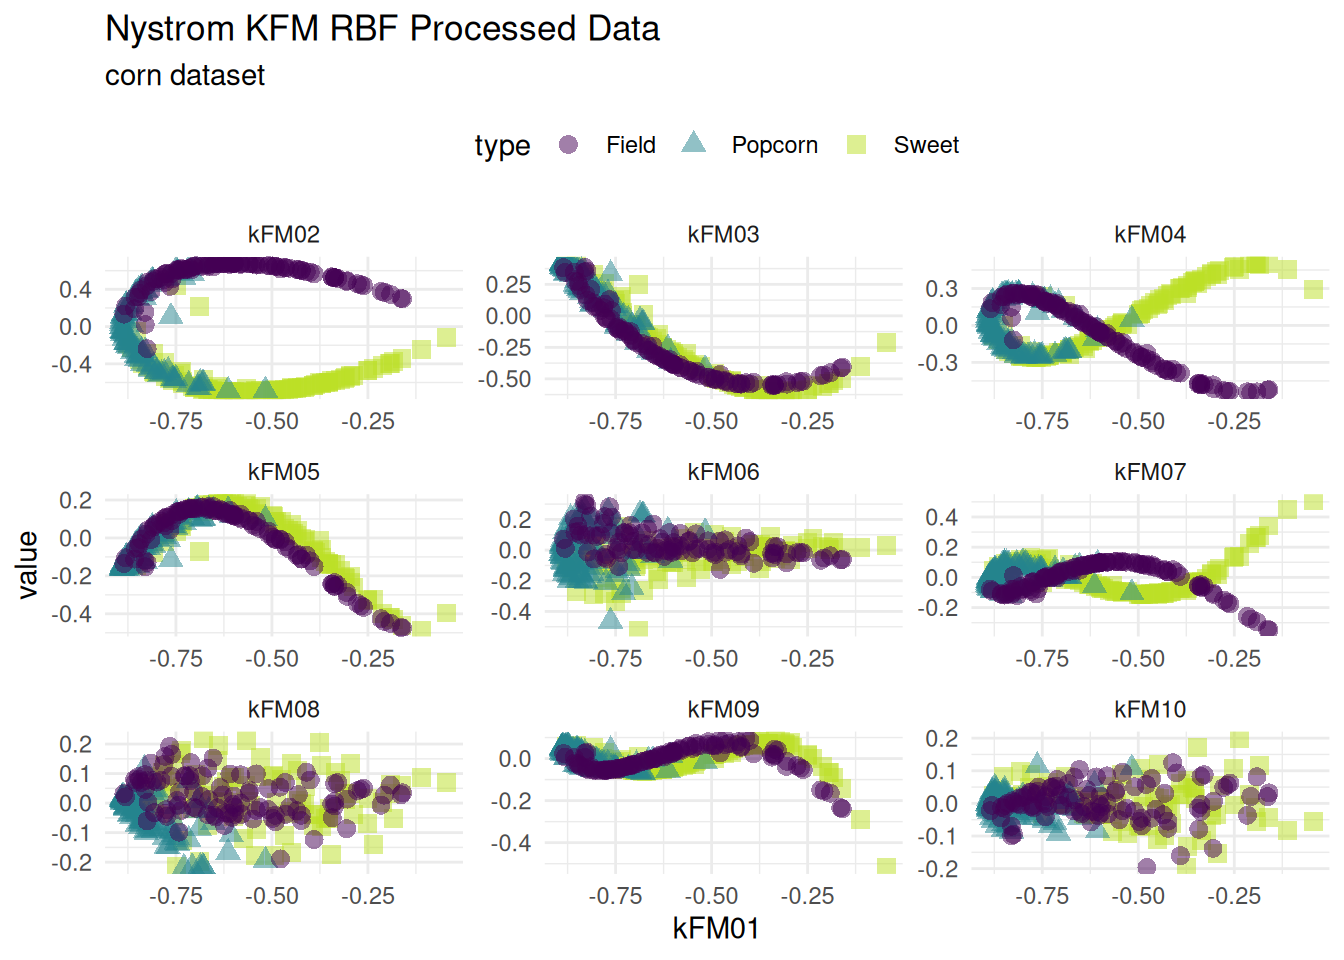 Nystrom KFM RBF Processed Data
corn dataset
type Field Popcorn Sweet
kFM02 kFM03 kFM04
0.4 0.0 -0.4
-0.75 -0.50 -0.25
0.25 0.00 -0.25 -0.50
-0.75 -0.50 -0.25
0.3 0.0 -0.3
-0.75 -0.50 -0.25
kFM05 kFM06 kFM07
0.2 0.0 -0.2 -0.4
-0.75 -0.50 -0.25
0.2 0.0 -0.2 -0.4
-0.75 -0.50 -0.25
0.4 0.2 0.0 -0.2
-0.75 -0.50 -0.25
kFM08 kFM09 kFM10
0.2 0.1 0.0 -0.1 -0.2
-0.75 -0.50 -0.25
0.0 -0.2 -0.4
-0.75 -0.50 -0.25
0.2 0.1 0.0 -0.1 -0.2
-0.75 -0.50 -0.25
value
kFM01